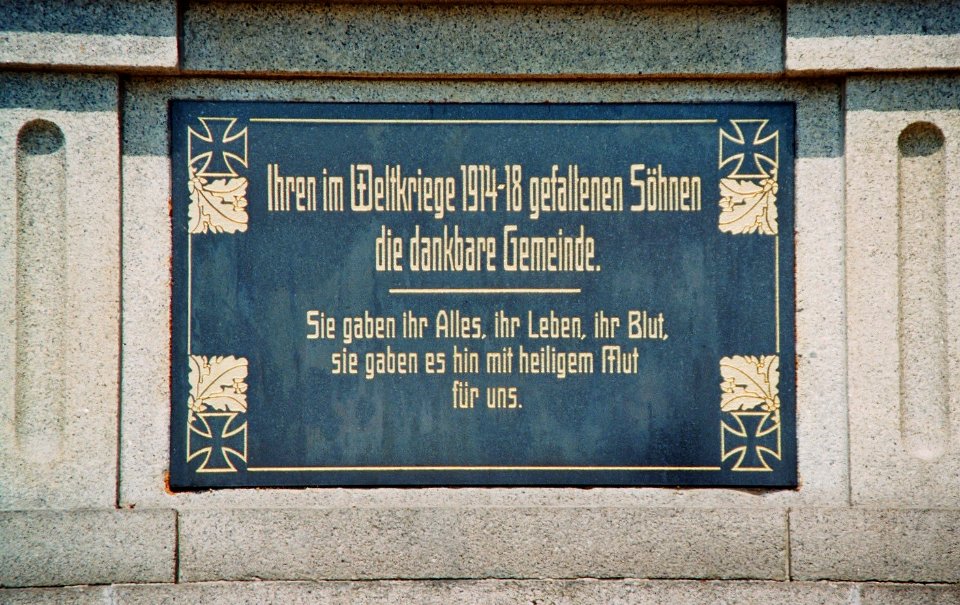 Ihren im Weltkriege 1914-18 gefallenen Söhnen
die dankbare Gemeinde.
Sie gaben ihr Alles, ihr Leben, ihr Blut,
sie gaben es hin mit heiligem Mut
für uns.